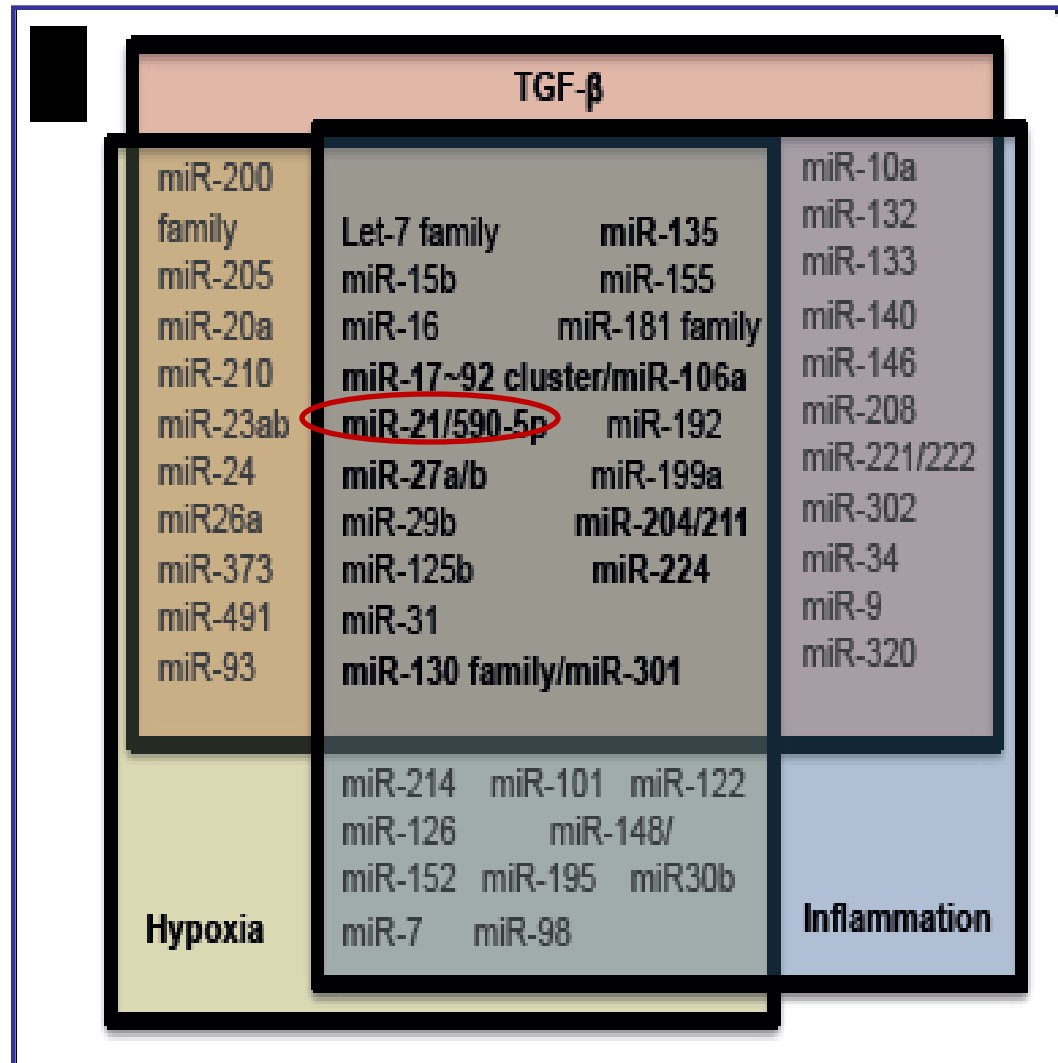 TGF-β
miR-200
family
miR-205
miR-20a
miR-210
miR-23ab
miR-24
miR26a
miR-373
miR-491
miR-93
Let-7 family miR-135
miR-15b miR-155
miR-16 miR-181 family
miR-17~92 cluster/miR-106a
miR-21/590-5p miR-192
miR-27a/b miR-199a
miR-29b miR-204/211
miR-125b miR-224
miR-31
miR-130 family/miR-301
miR-10a
miR-132
miR-133
miR-140
miR-146
miR-208
miR-221/222
miR-302
miR-34
miR-9
miR-320
miR-214 miR-101 miR-122
miR-126 miR-148/
miR-152 miR-195 miR30b
miR-7 miR-98
Hypoxia
Inflammation